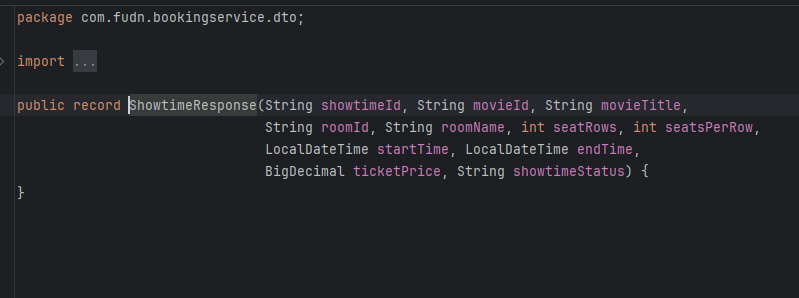 package com.fudn.bookingservice.dto;
import ...
public record ShowtimeResponse(String showtimeId, String movieId, String movieTitle,
String roomId, String roomName, int seatRows, int seatsPerRow,
LocalDateTime startTime, LocalDateTime endTime,
BigDecimal ticketPrice, String showtimeStatus) {
}